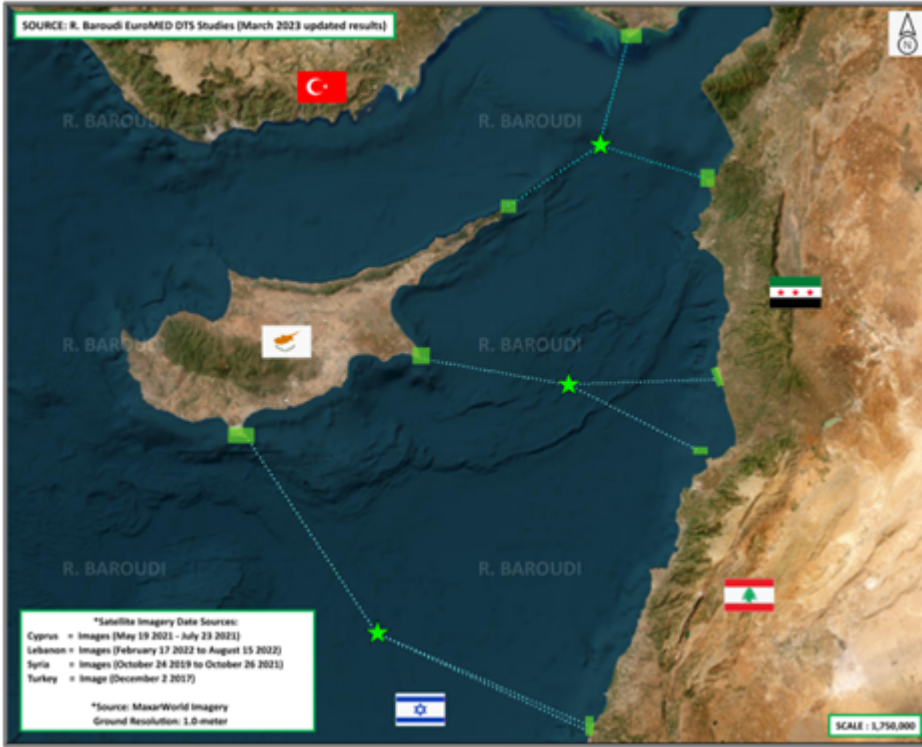 SOURCE: R. Baroudi EuroMED DTS Studies (March 2023 updated results)
N
R. BAROUDI
R. BAROUDI
R. BAROUDI
R. BAROUDI
R. BAROUDI
R. BAROUDI
*Satellite Imagery Date Sources:
Cyprus = Images (May 19 2021 - July 23 2021)
Lebanon = Images (February 17 2022 to August 15 2022)
Syria = Images (October 24 2019 to October 26 2021)
Turkey = Image (December 2 2017)
*Source: MaxarWorld Imagery
Ground Resolution: 1.0-meter
SCALE : 1,750,000